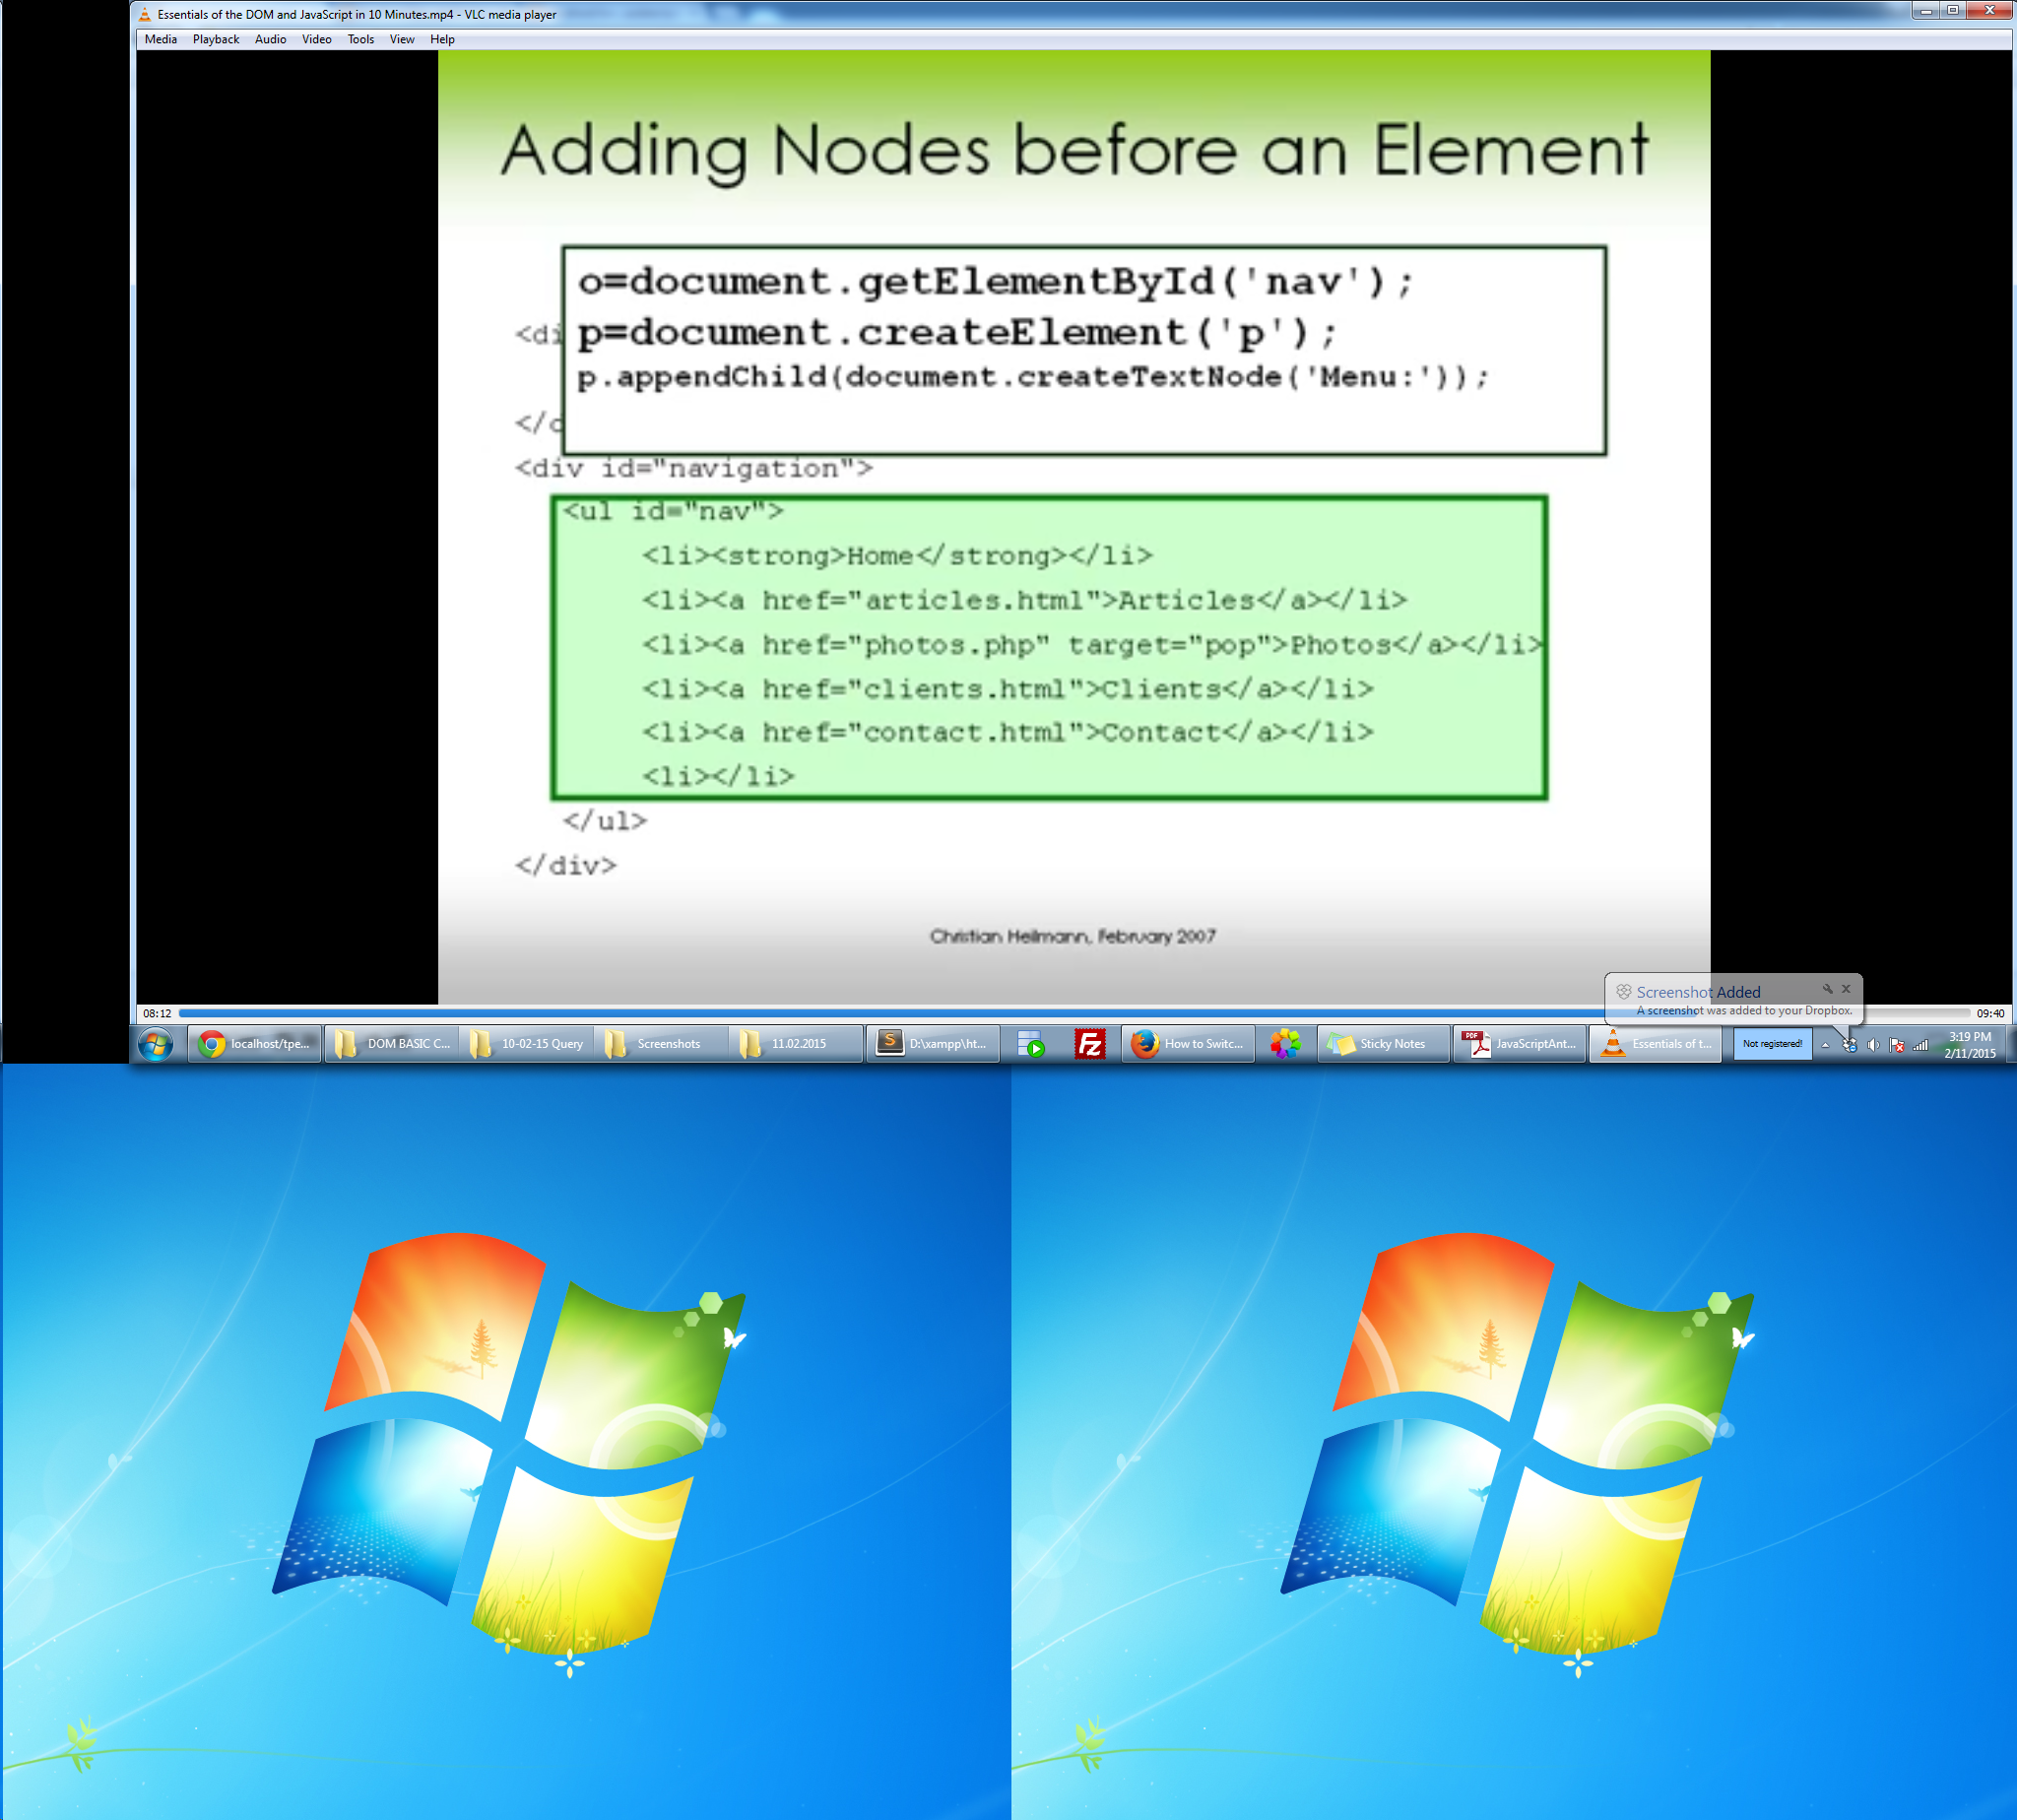 Essentials of the DOM and JavaScript in 10 Minutes.mp4 - VLC media player
Media Playback Audio Video Tools View Help
Adding Nodes before an Element
o=document.getElementById('nav');
<di p=document.createElement('p');
p.appendChild(document.createTextNode('Menu:'));
</d
<div id="navigation">
<ul id="nav">
<li><strong>Home</strong></li>
<li><a href="articles.html">Articles</a></li>
<li><a href="photos.php" target="pop">Photos</a></li>
<li><a href="clients.html">Clients</a></li>
<li><a href="contact.html">Contact</a></li>
<li></li>
</ul>
</div>
Christian Heilmann, February 2007
Screenshot Added
A screenshot was added to your Dropbox.
08:12 09:40
localhost/tpe... DOM BASIC C... 10-02-15 Query Screenshots 11.02.2015 S D:\xampp\ht... Fz How to Switc... Sticky Notes PDF JavaScriptAnt... Essentials of t... Not registered! 3:19 PM
2/11/2015